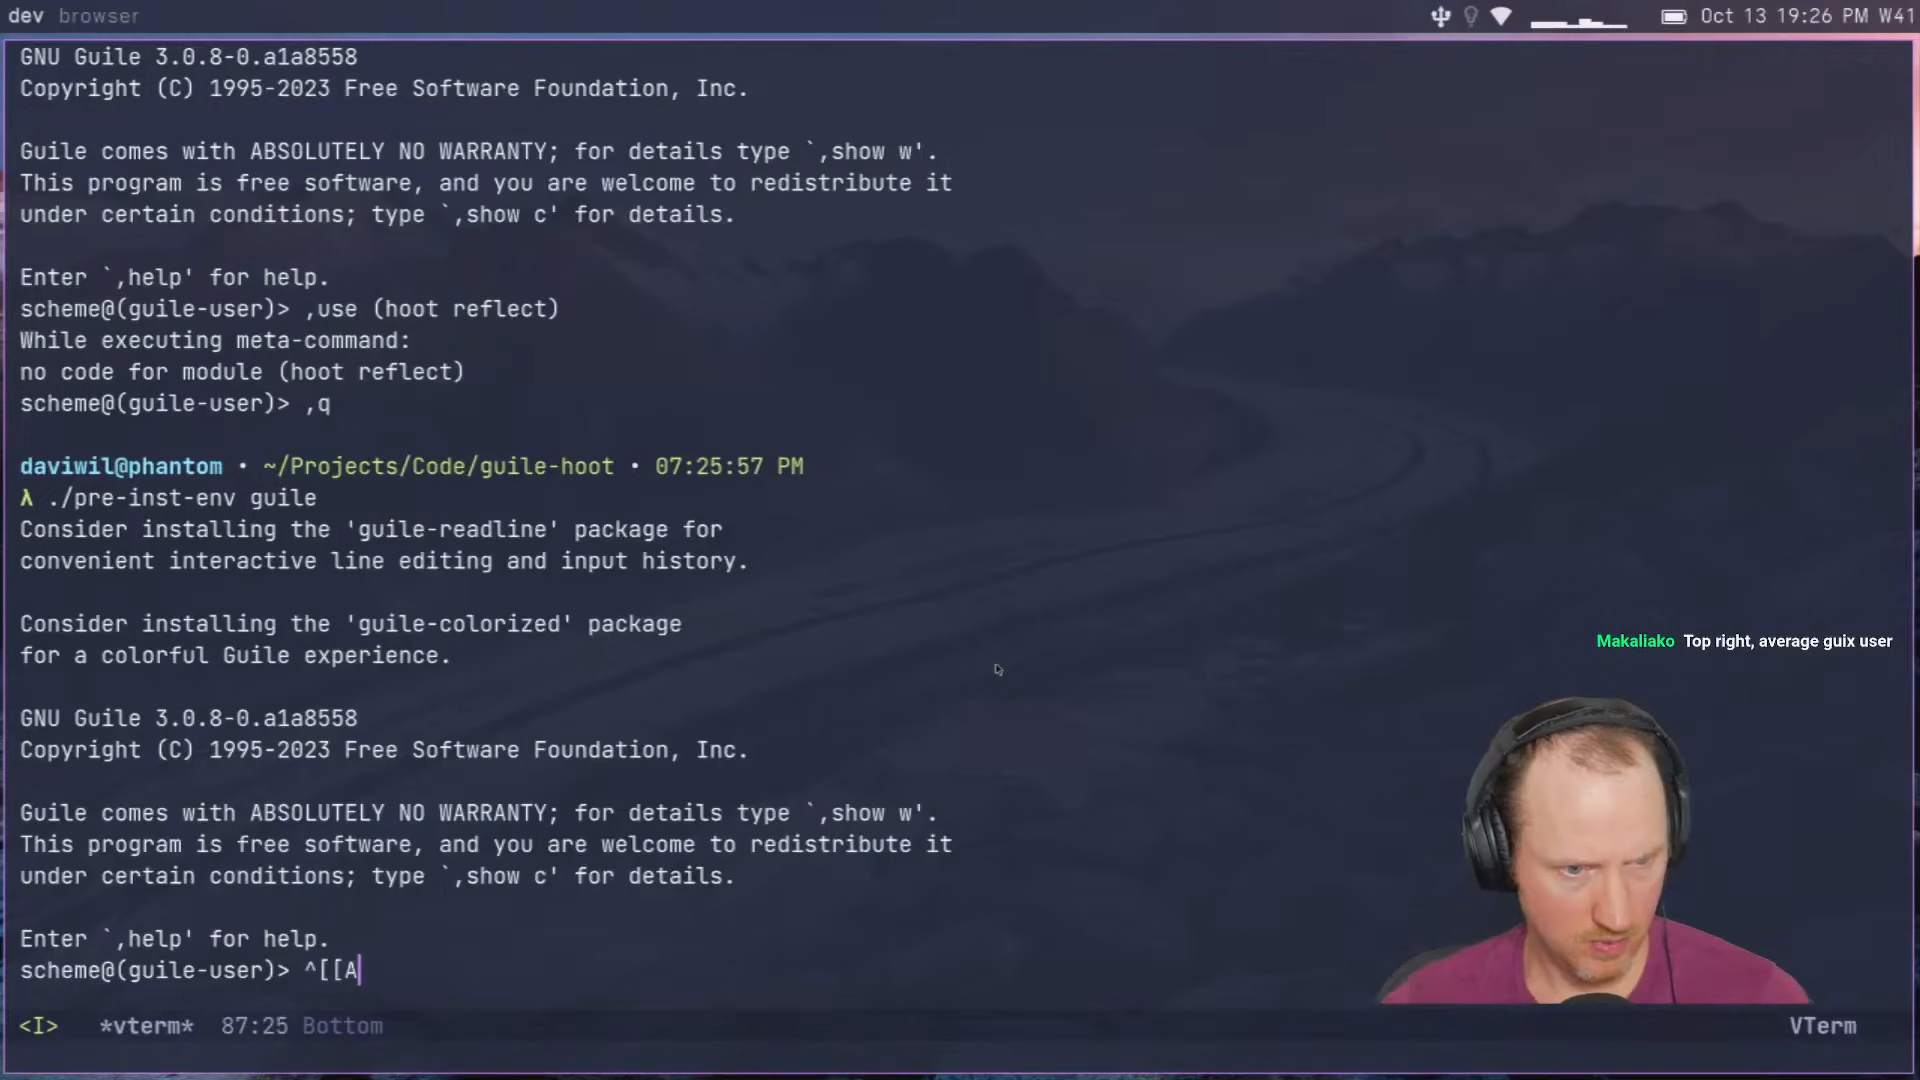 dev browser
Oct 13 19:26 PM W41
GNU Guile 3.0.8-0.a1a8558
Copyright (C) 1995-2023 Free Software Foundation, Inc.
Guile comes with ABSOLUTELY NO WARRANTY; for details type `,show w'.
This program is free software, and you are welcome to redistribute it
under certain conditions; type `,show c' for details.
Enter `,help' for help.
scheme@(guile-user)> ,use (hoot reflect)
While executing meta-command:
no code for module (hoot reflect)
scheme@(guile-user)> ,q
daviwil@phantom • ~/Projects/Code/guile-hoot • 07:25:57 PM
λ ./pre-inst-env guile
Consider installing the 'guile-readline' package for
convenient interactive line editing and input history.
Consider installing the 'guile-colorized' package
for a colorful Guile experience.
GNU Guile 3.0.8-0.a1a8558
Copyright (C) 1995-2023 Free Software Foundation, Inc.
Guile comes with ABSOLUTELY NO WARRANTY; for details type `,show w'.
This program is free software, and you are welcome to redistribute it
under certain conditions; type `,show c' for details.
Enter `,help' for help.
scheme@(guile-user)> ^[[A
Makaliako Top right, average guix user
<I> *vterm* 87:25 Bottom
VTerm